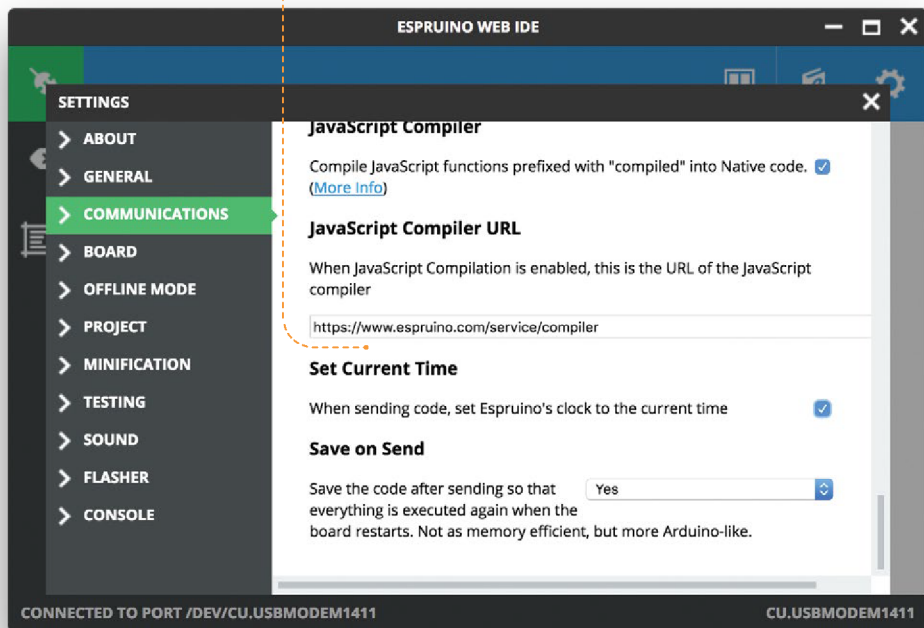 ESPRUINO WEB IDE
SETTINGS
ABOUT
GENERAL
COMMUNICATIONS
BOARD
OFFLINE MODE
PROJECT
MINIFICATION
TESTING
SOUND
FLASHER
CONSOLE
JavaScript Compiler
Compile JavaScript functions prefixed with "compiled" into Native code.
(More Info)
JavaScript Compiler URL
When JavaScript Compilation is enabled, this is the URL of the JavaScript
compiler
https://www.espruino.com/service/compiler
Set Current Time
When sending code, set Espruino's clock to the current time
Save on Send
Save the code after sending so that
Yes
everything is executed again when the
board restarts. Not as memory efficient, but more Arduino-like.
CONNECTED TO PORT /DEV/CU.USBMODEM1411
CU.USBMODEM1411